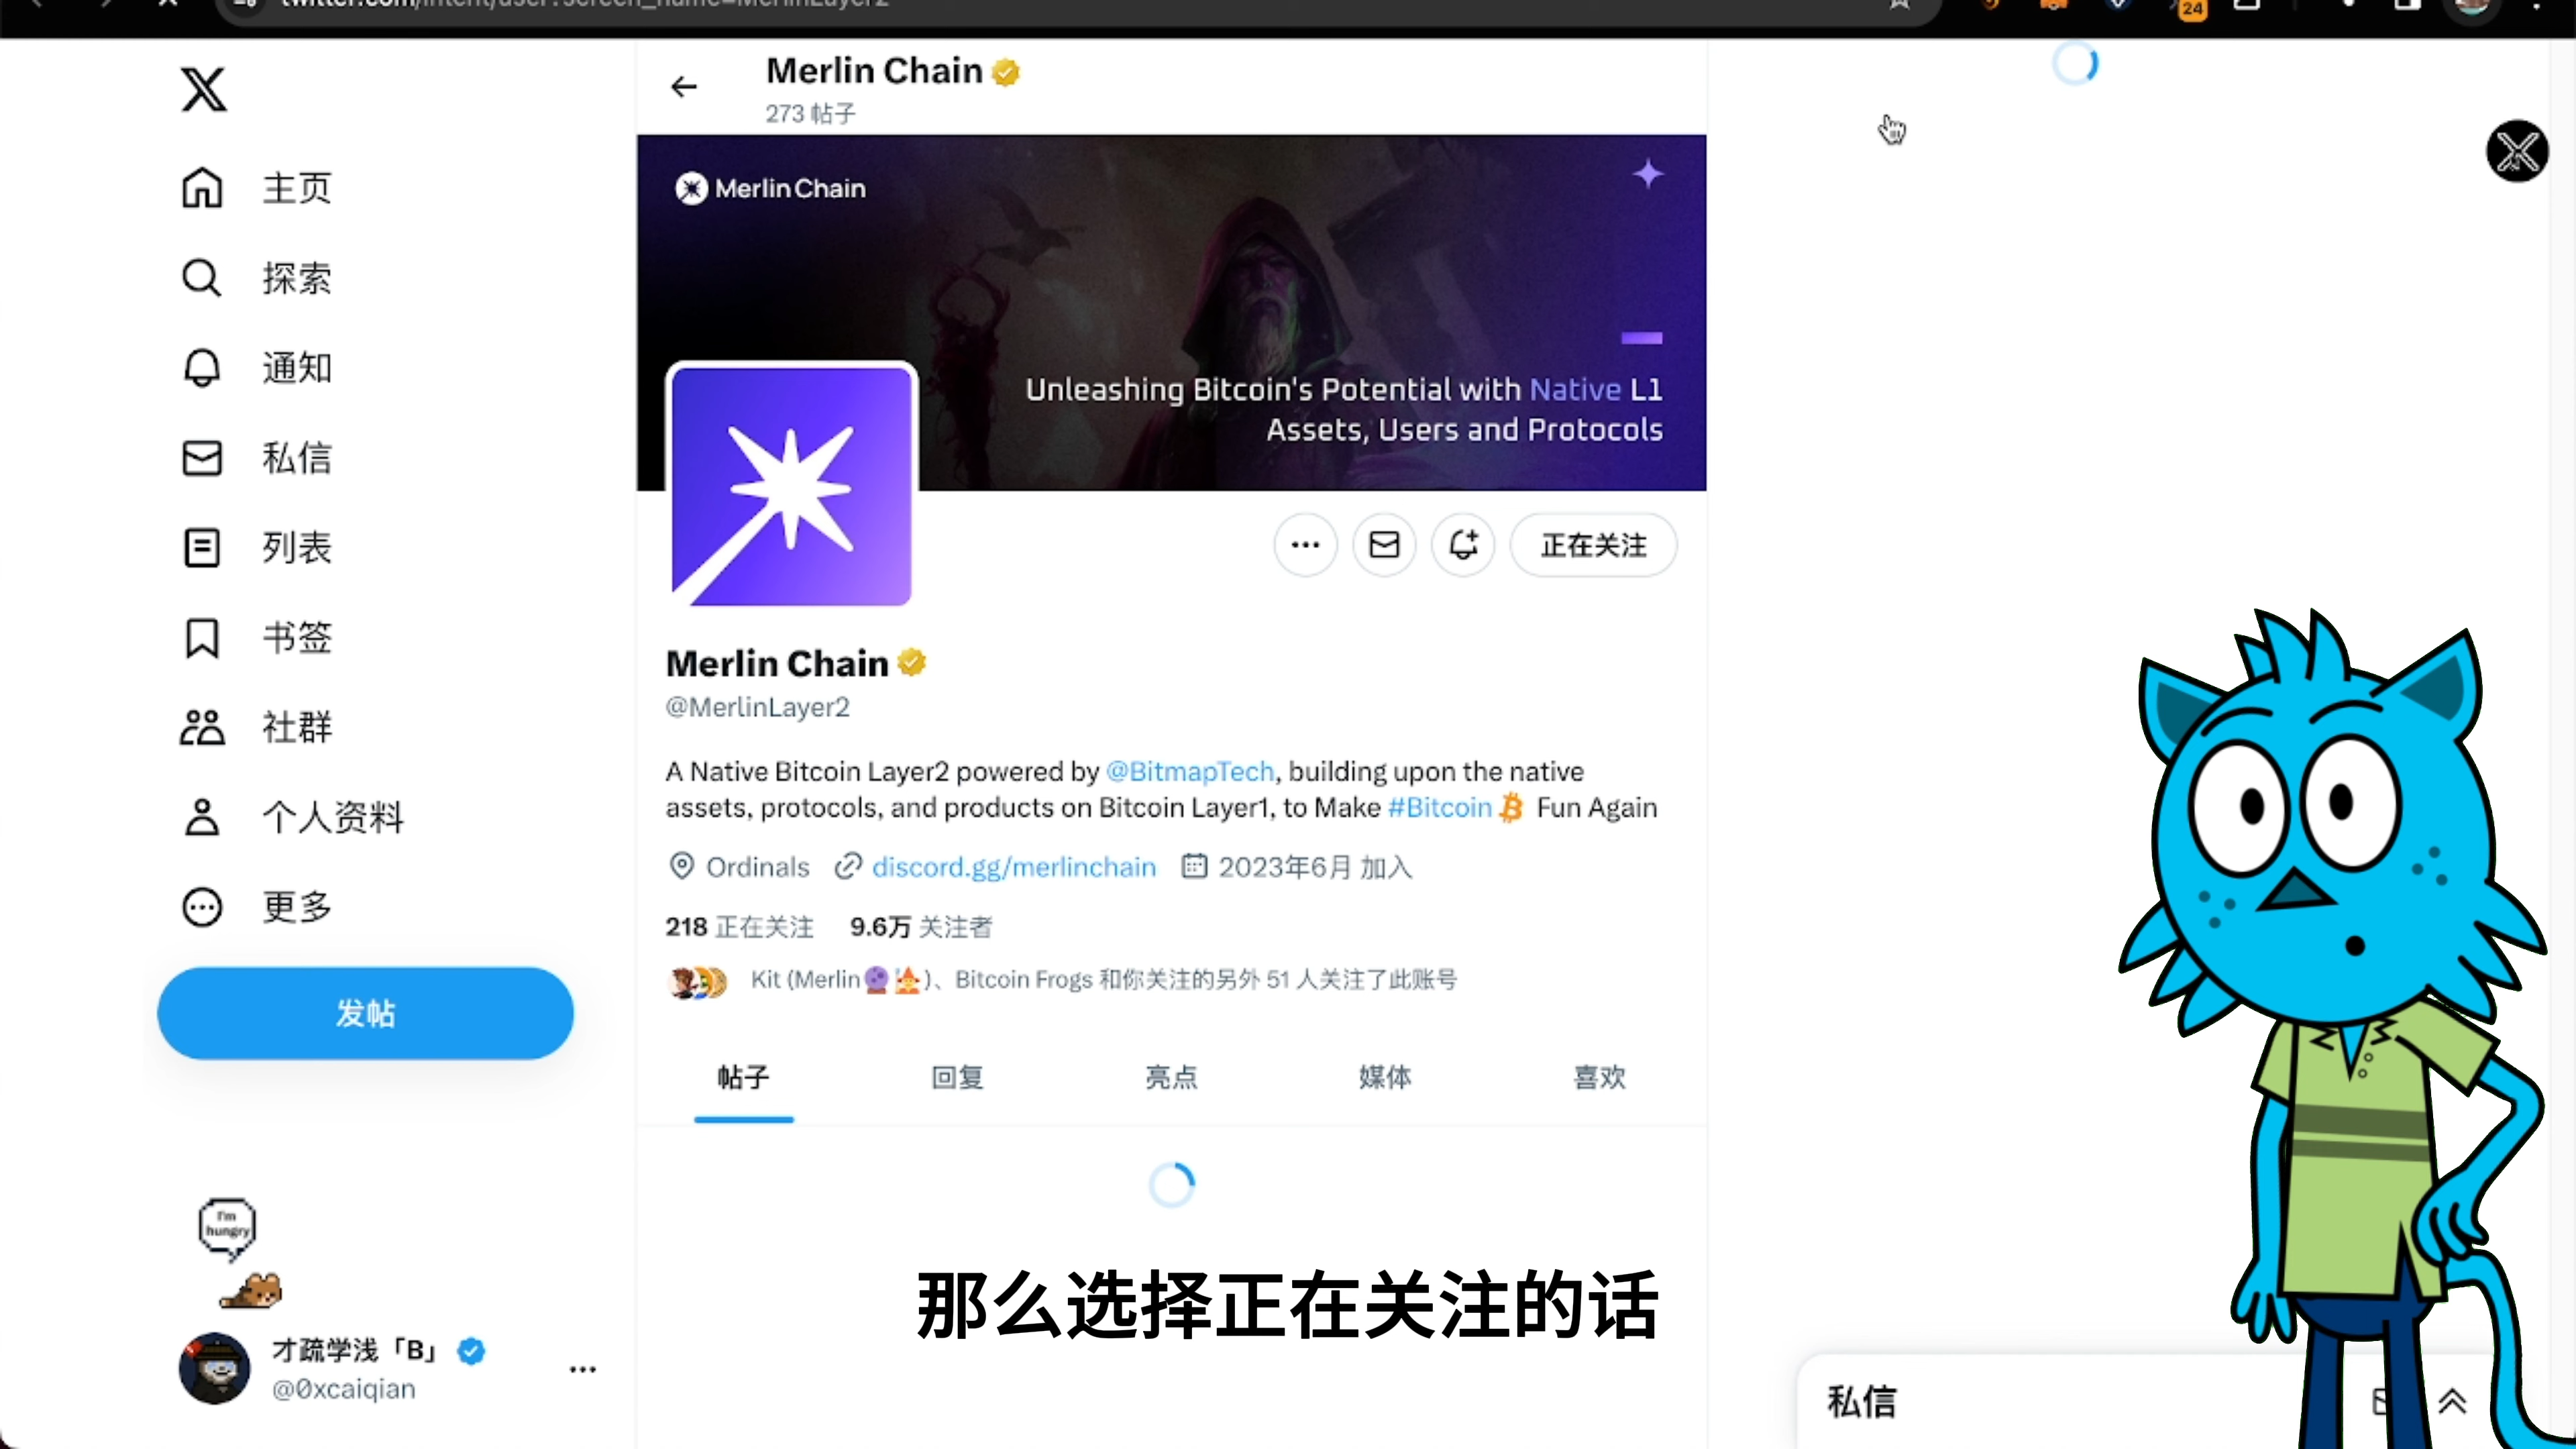 twitter.com/intent/user?screen_name=MerlinLayer2
24
Merlin Chain
273 帖子
主页
探索
通知
私信
列表
书签
社群
个人资料
更多
发帖
I'm
hungry
才疏学浅「B」
@0xcaiqian
Merlin Chain
Unleashing Bitcoin's Potential with Native L1
Assets, Users and Protocols
正在关注
Merlin Chain
@MerlinLayer2
A Native Bitcoin Layer2 powered by @BitmapTech, building upon the native
assets, protocols, and products on Bitcoin Layer1, to Make #Bitcoin Fun Again
Ordinals discord.gg/merlinchain 2023年6月 加入
218 正在关注 9.6万 关注者
Kit (Merlin🔮🧙)、Bitcoin Frogs 和你关注的另外 51 人关注了此账号
帖子 回复 亮点 媒体 喜欢
那么选择正在关注的话
私信